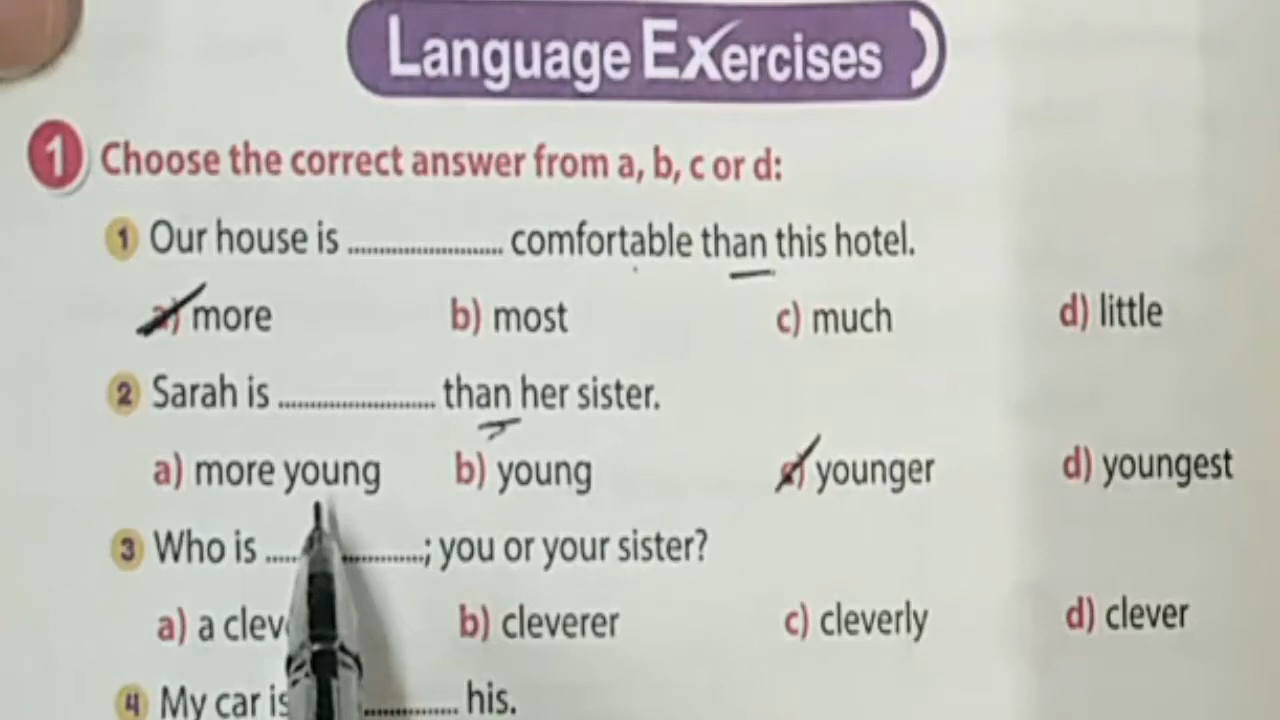 Language Exercises
1 Choose the correct answer from a, b, c or d:
1 Our house is ........................ comfortable than this hotel.
a) more b) most c) much d) little
2 Sarah is ........................ than her sister.
a) more young b) young c) younger d) youngest
3 Who is ........................; you or your sister?
a) a b) cleverer c) cleverly d) clever
4 My car is ............... his.